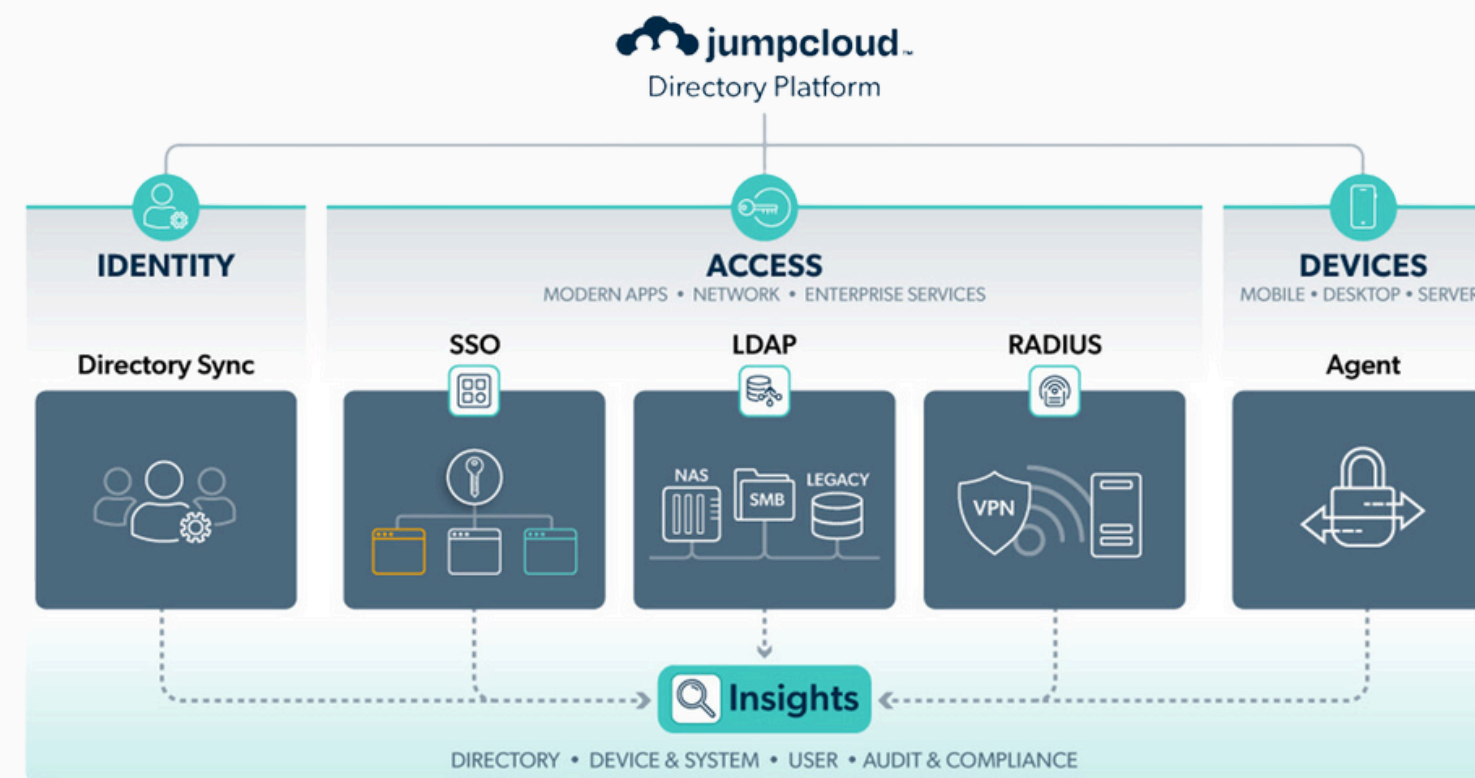 jumpcloud™
Directory Platform
IDENTITY
ACCESS
MODERN APPS • NETWORK • ENTERPRISE SERVICES
DEVICES
MOBILE • DESKTOP • SERVER
Directory Sync
SSO
LDAP
RADIUS
Agent
NAS
SMB
LEGACY
VPN
Insights
DIRECTORY • DEVICE & SYSTEM • USER • AUDIT & COMPLIANCE